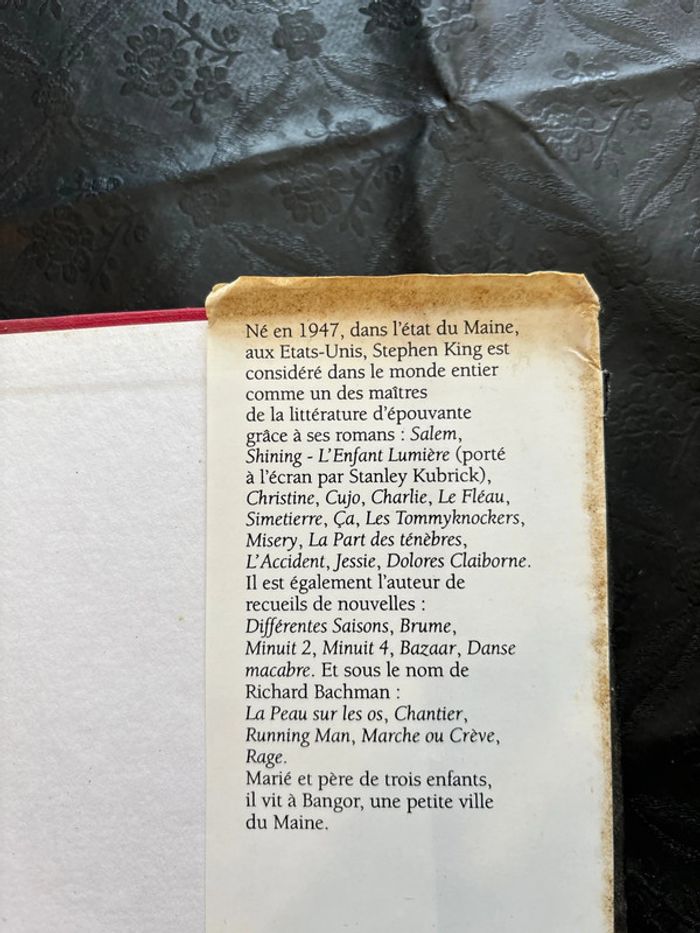 Né en 1947, dans l'état du Maine,
aux Etats-Unis, Stephen King est
considéré dans le monde entier
comme un des maîtres
de la littérature d'épouvante
grâce à ses romans : Salem,
Shining - L'Enfant Lumière (porté
à l'écran par Stanley Kubrick),
Christine, Cujo, Charlie, Le Fléau,
Simetierre, Ça, Les Tommyknockers,
Misery, La Part des ténèbres,
L'Accident, Jessie, Dolores Claiborne.
Il est également l'auteur de
recueils de nouvelles :
Différentes Saisons, Brume,
Minuit 2, Minuit 4, Bazaar, Danse
macabre. Et sous le nom de
Richard Bachman :
La Peau sur les os, Chantier,
Running Man, Marche ou Crève,
Rage.
Marié et père de trois enfants,
il vit à Bangor, une petite ville
du Maine.